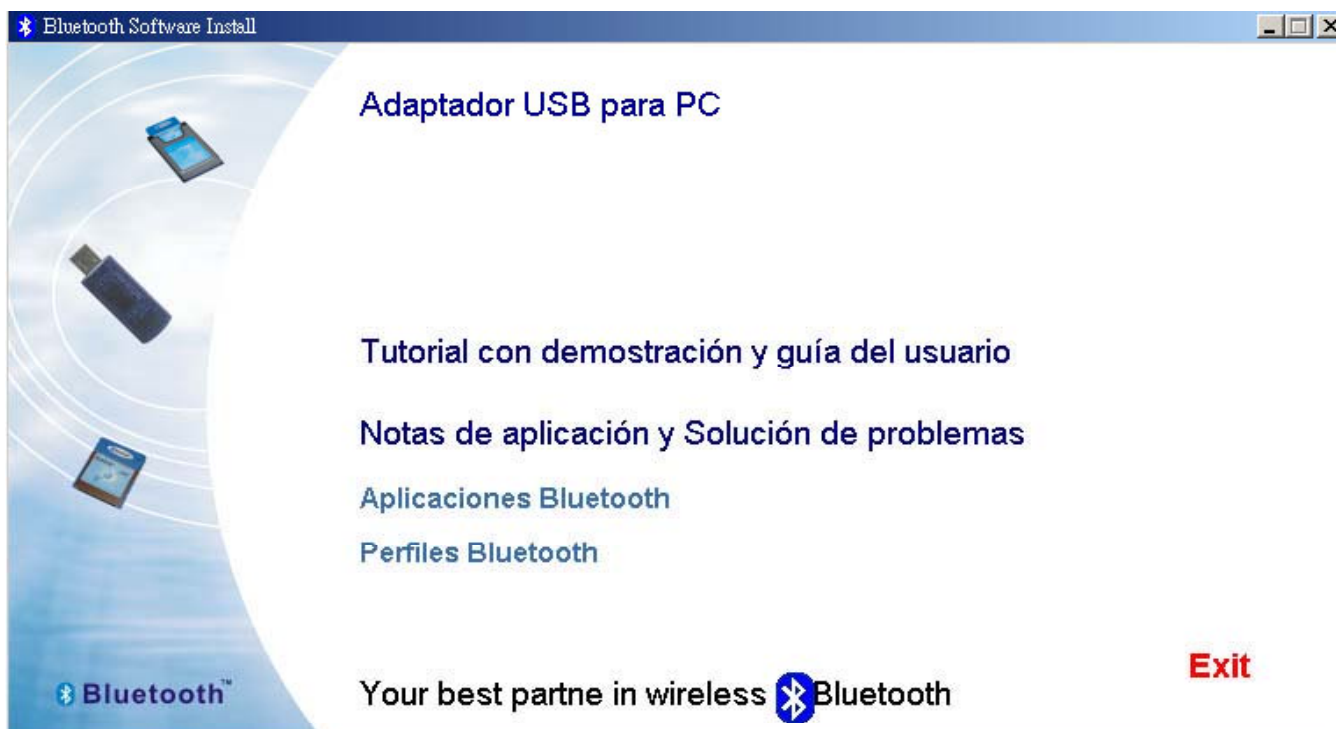 Bluetooth Software Install
Adaptador USB para PC
Tutorial con demostración y guía del usuario
Notas de aplicación y Solución de problemas
Aplicaciones Bluetooth
Perfiles Bluetooth
Exit
Bluetooth™
Your best partne in wireless Bluetooth